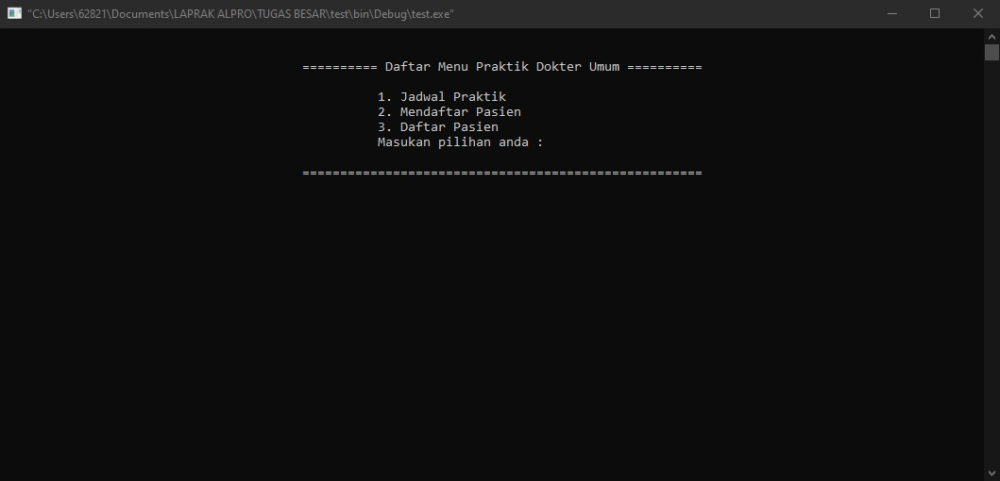 "C:\Users\62821\Documents\LAPRAK ALPRO\TUGAS BESAR\test\bin\Debug\test.exe"
========== Daftar Menu Praktik Dokter Umum ==========
1. Jadwal Praktik
2. Mendaftar Pasien
3. Daftar Pasien
Masukan pilihan anda :
=====================================================